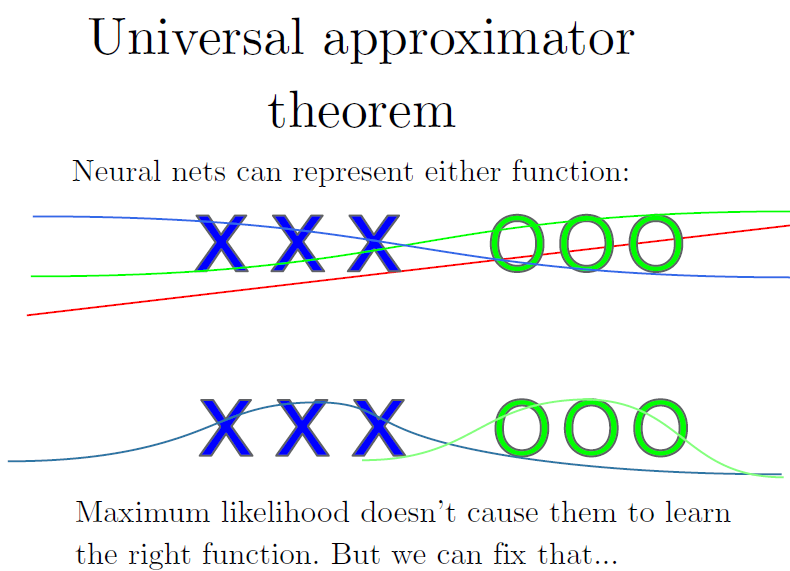 Universal approximator
theorem
Neural nets can represent either function:
X X X O O O
X X X O O O
Maximum likelihood doesn't cause them to learn
the right function. But we can fix that...